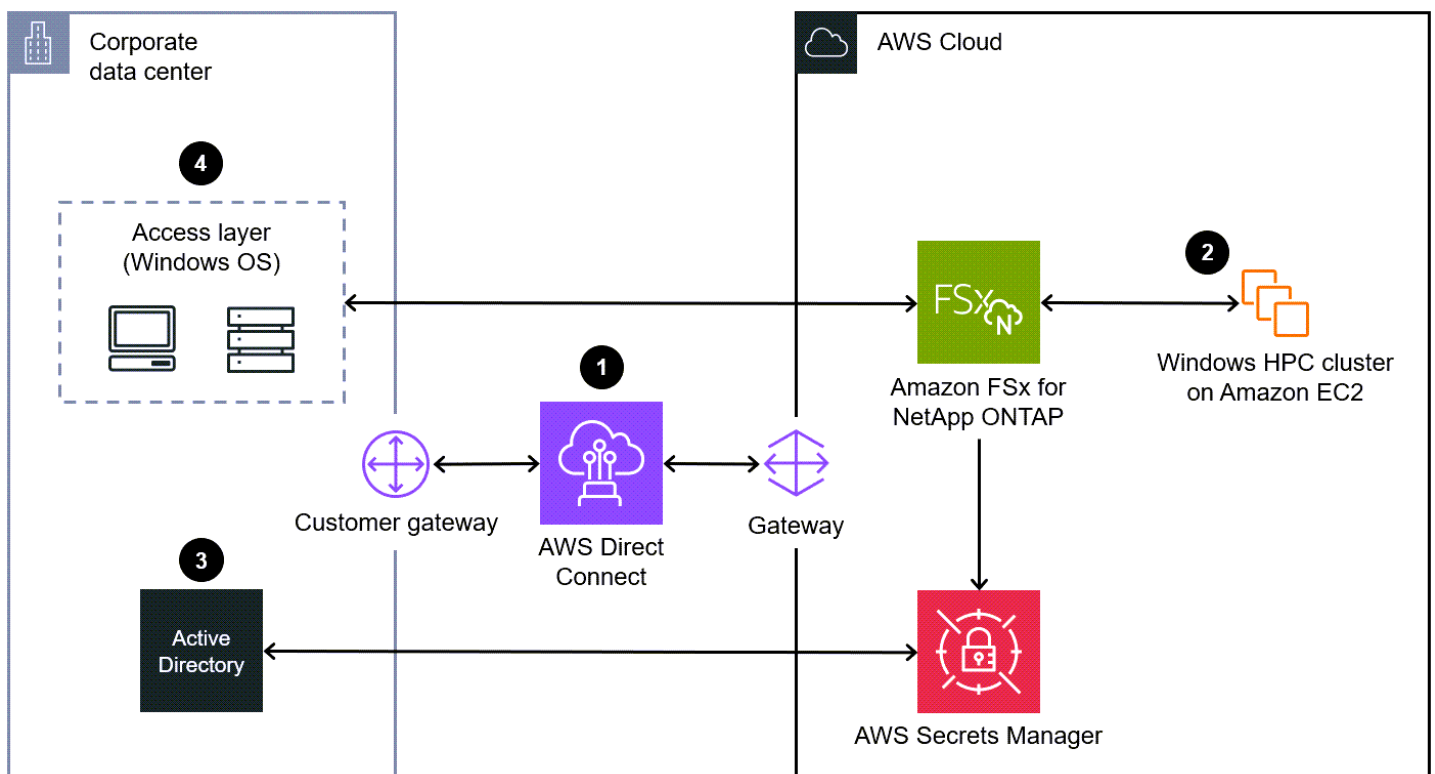 Corporate
data center
AWS Cloud
4
Access layer
(Windows OS)
2
FSx
N
Windows HPC cluster
on Amazon EC2
1
Amazon FSx for
NetApp ONTAP
Customer gateway
Gateway
AWS Direct
Connect
3
Active
Directory
AWS Secrets Manager